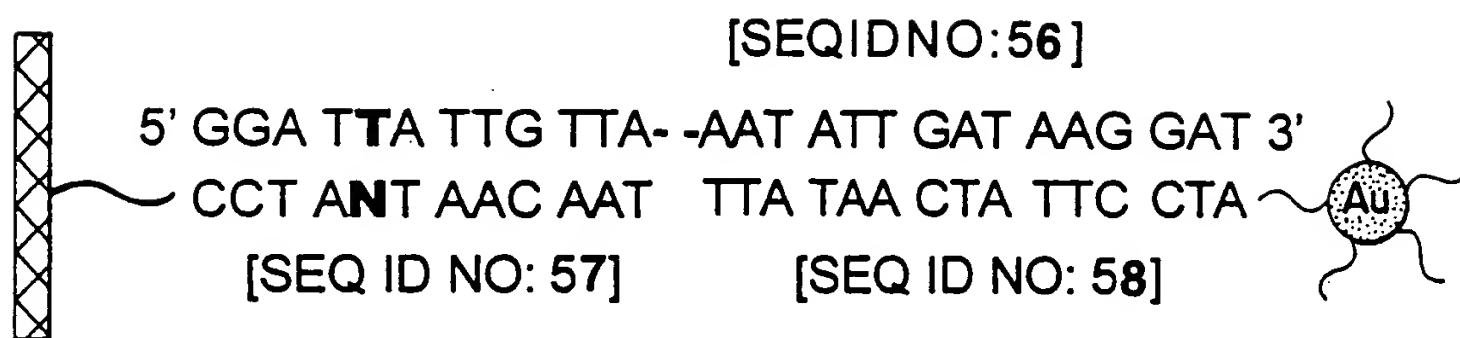 [SEQIDNO:56]
5' GGA TTA TTG TTA- -AAT ATT GAT AAG GAT 3'
CCT ANT AAC AAT TTA TAA CTA TTC CTA Au
[SEQ ID NO: 57] [SEQ ID NO: 58]